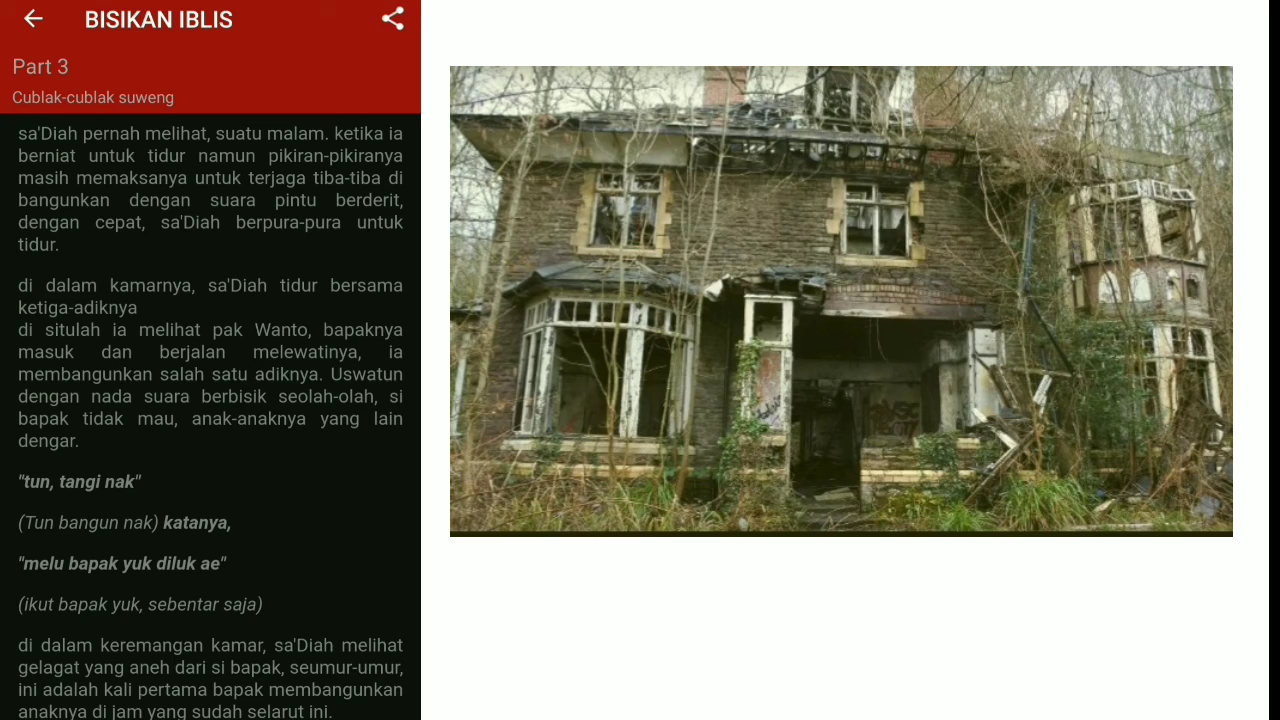 BISIKAN IBLIS
Part 3
Cublak-cublak suweng
sa'Diah pernah melihat, suatu malam. ketika ia
berniat untuk tidur namun pikiran-pikiranya
masih memaksanya untuk terjaga tiba-tiba di
bangunkan dengan suara pintu berderit,
dengan cepat, sa'Diah berpura-pura untuk
tidur.
di dalam kamarnya, sa'Diah tidur bersama
ketiga-adiknya
di situlah ia melihat pak Wanto, bapaknya
masuk dan berjalan melewatinya, ia
membangunkan salah satu adiknya. Uswatun
dengan nada suara berbisik seolah-olah, si
bapak tidak mau, anak-anaknya yang lain
dengar.
"tun, tangi nak"
(Tun bangun nak) katanya,
"melu bapak yuk diluk ae"
(ikut bapak yuk, sebentar saja)
di dalam keremangan kamar, sa'Diah melihat
gelagat yang aneh dari si bapak, seumur-umur,
ini adalah kali pertama bapak membangunkan
anaknya di jam yang sudah selarut ini.